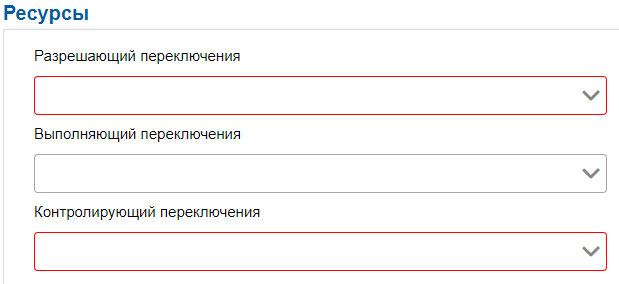 Ресурсы
Разрешающий переключения
Выполняющий переключения
Контролирующий переключения